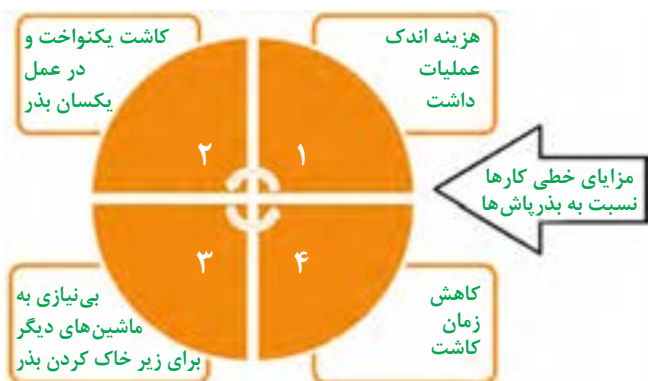 هزینه اندک
عملیات
داشت
کاشت یکنواخت و
در عمل
یکسان بذر
۱
۲
مزایای خطی کارها
نسبت به بذرپاش‌ها
۳
۴
بی‌نیازی به
ماشین‌های دیگر
برای زیر خاک کردن بذر
کاهش
زمان
کاشت